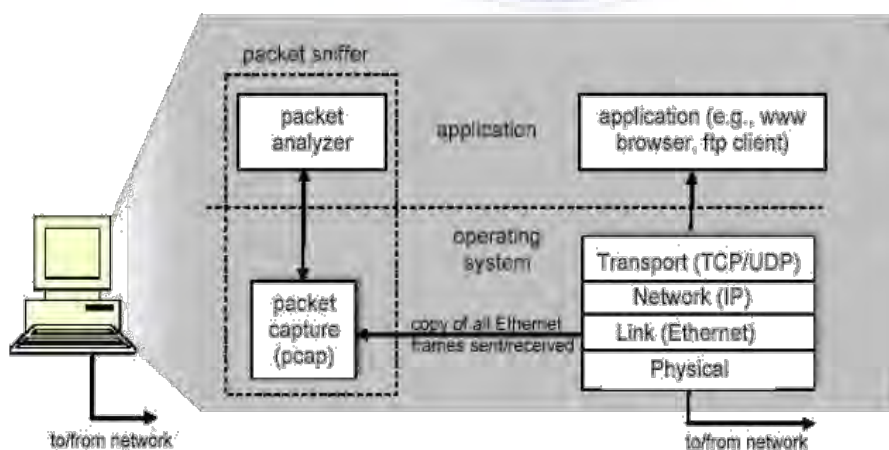 packet sniffer
packet
analyzer
application
application (e.g., www
browser, ftp client)
operating
system
packet
capture
(pcap)
copy of all Ethernet
frames sent/received
Transport (TCP/UDP)
Network (IP)
Link (Ethernet)
Physical
to/from network
to/from network